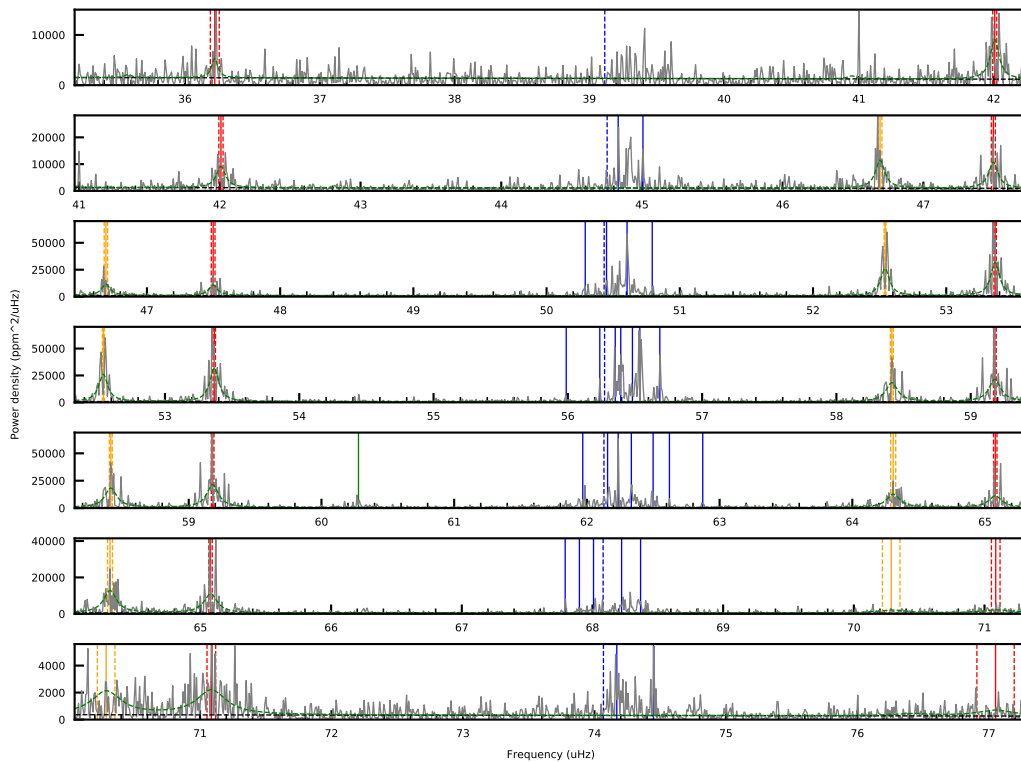 10000
0
36 37 38 39 40 41 42
20000
10000
0
41 42 43 44 45 46 47
50000
25000
0
47 48 49 50 51 52 53
Power density (ppm^2/uHz)
50000
25000
0
53 54 55 56 57 58 59
50000
25000
0
59 60 61 62 63 64 65
40000
20000
0
65 66 67 68 69 70 71
4000
2000
0
71 72 73 74 75 76 77
Frequency (uHz)